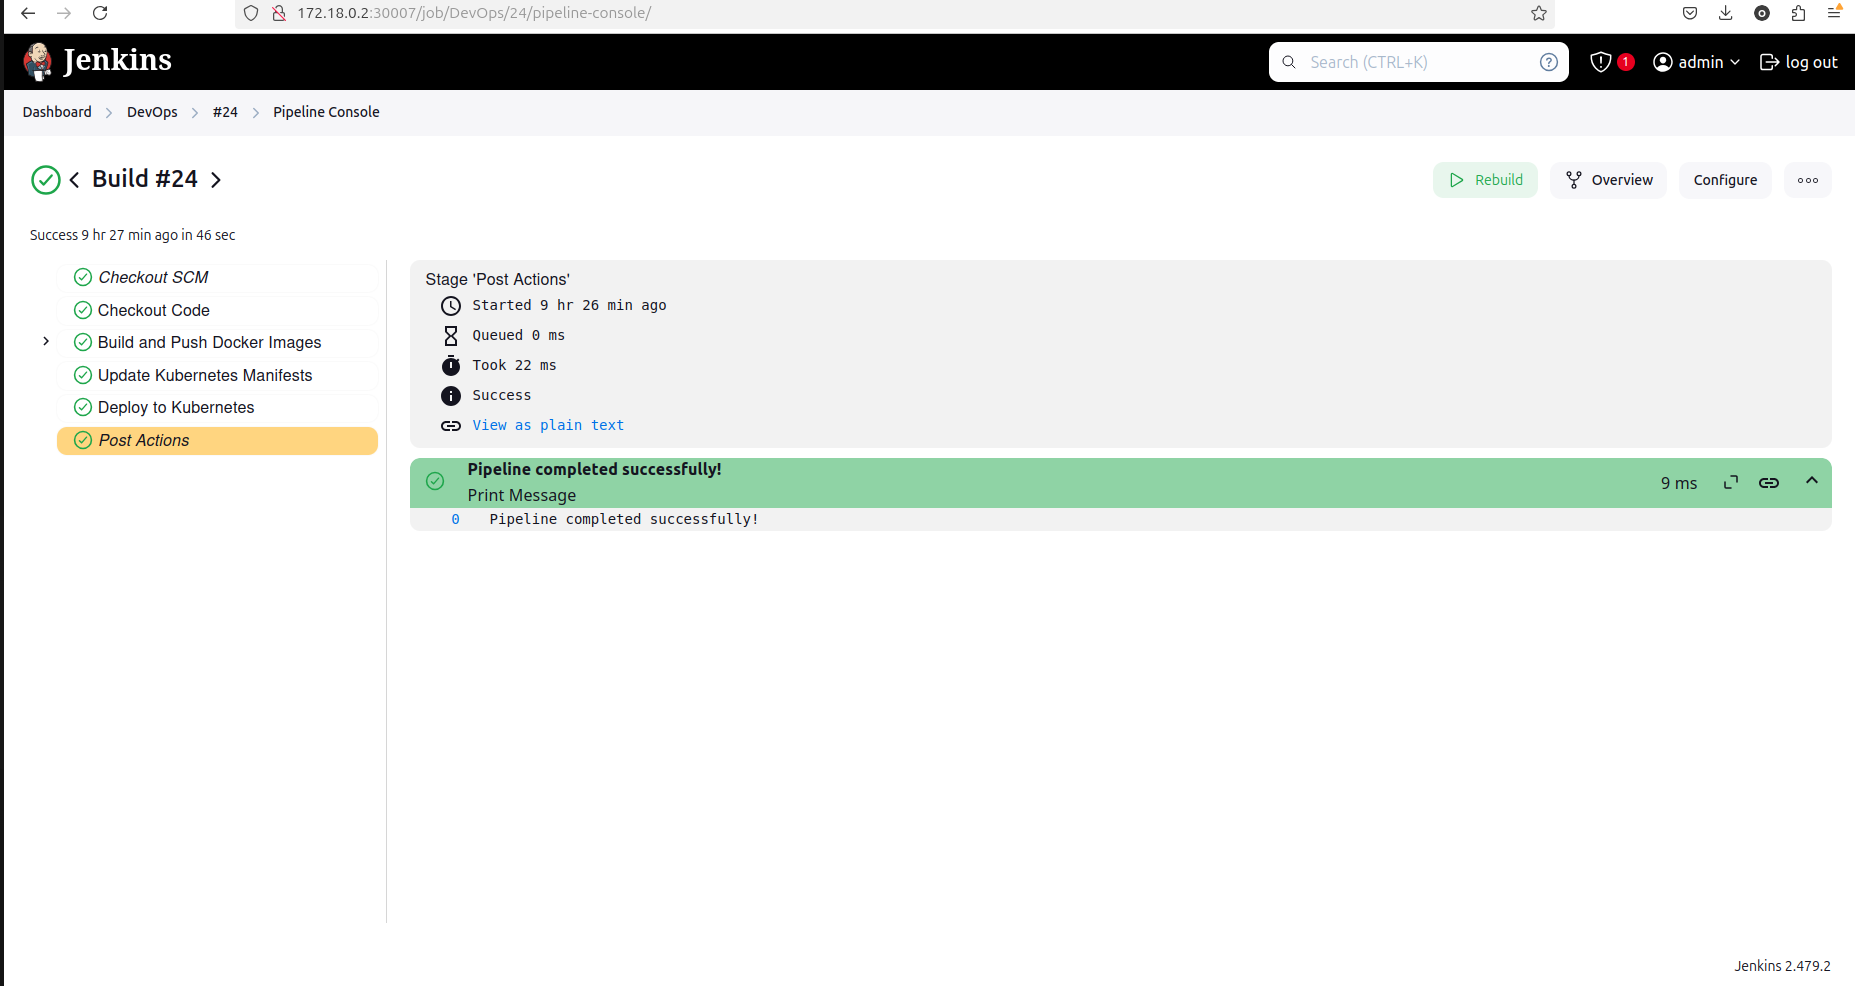 172.18.0.2:30007/job/DevOps/24/pipeline-console/
Jenkins
Search (CTRL+K)
?
1
admin
log out
Dashboard
DevOps
#24
Pipeline Console
Build #24
Rebuild
Overview
Configure
Success 9 hr 27 min ago in 46 sec
Checkout SCM
Checkout Code
Build and Push Docker Images
Update Kubernetes Manifests
Deploy to Kubernetes
Post Actions
Stage 'Post Actions'
Started 9 hr 26 min ago
Queued 0 ms
Took 22 ms
Success
View as plain text
Pipeline completed successfully!
Print Message
9 ms
0 Pipeline completed successfully!
Jenkins 2.479.2